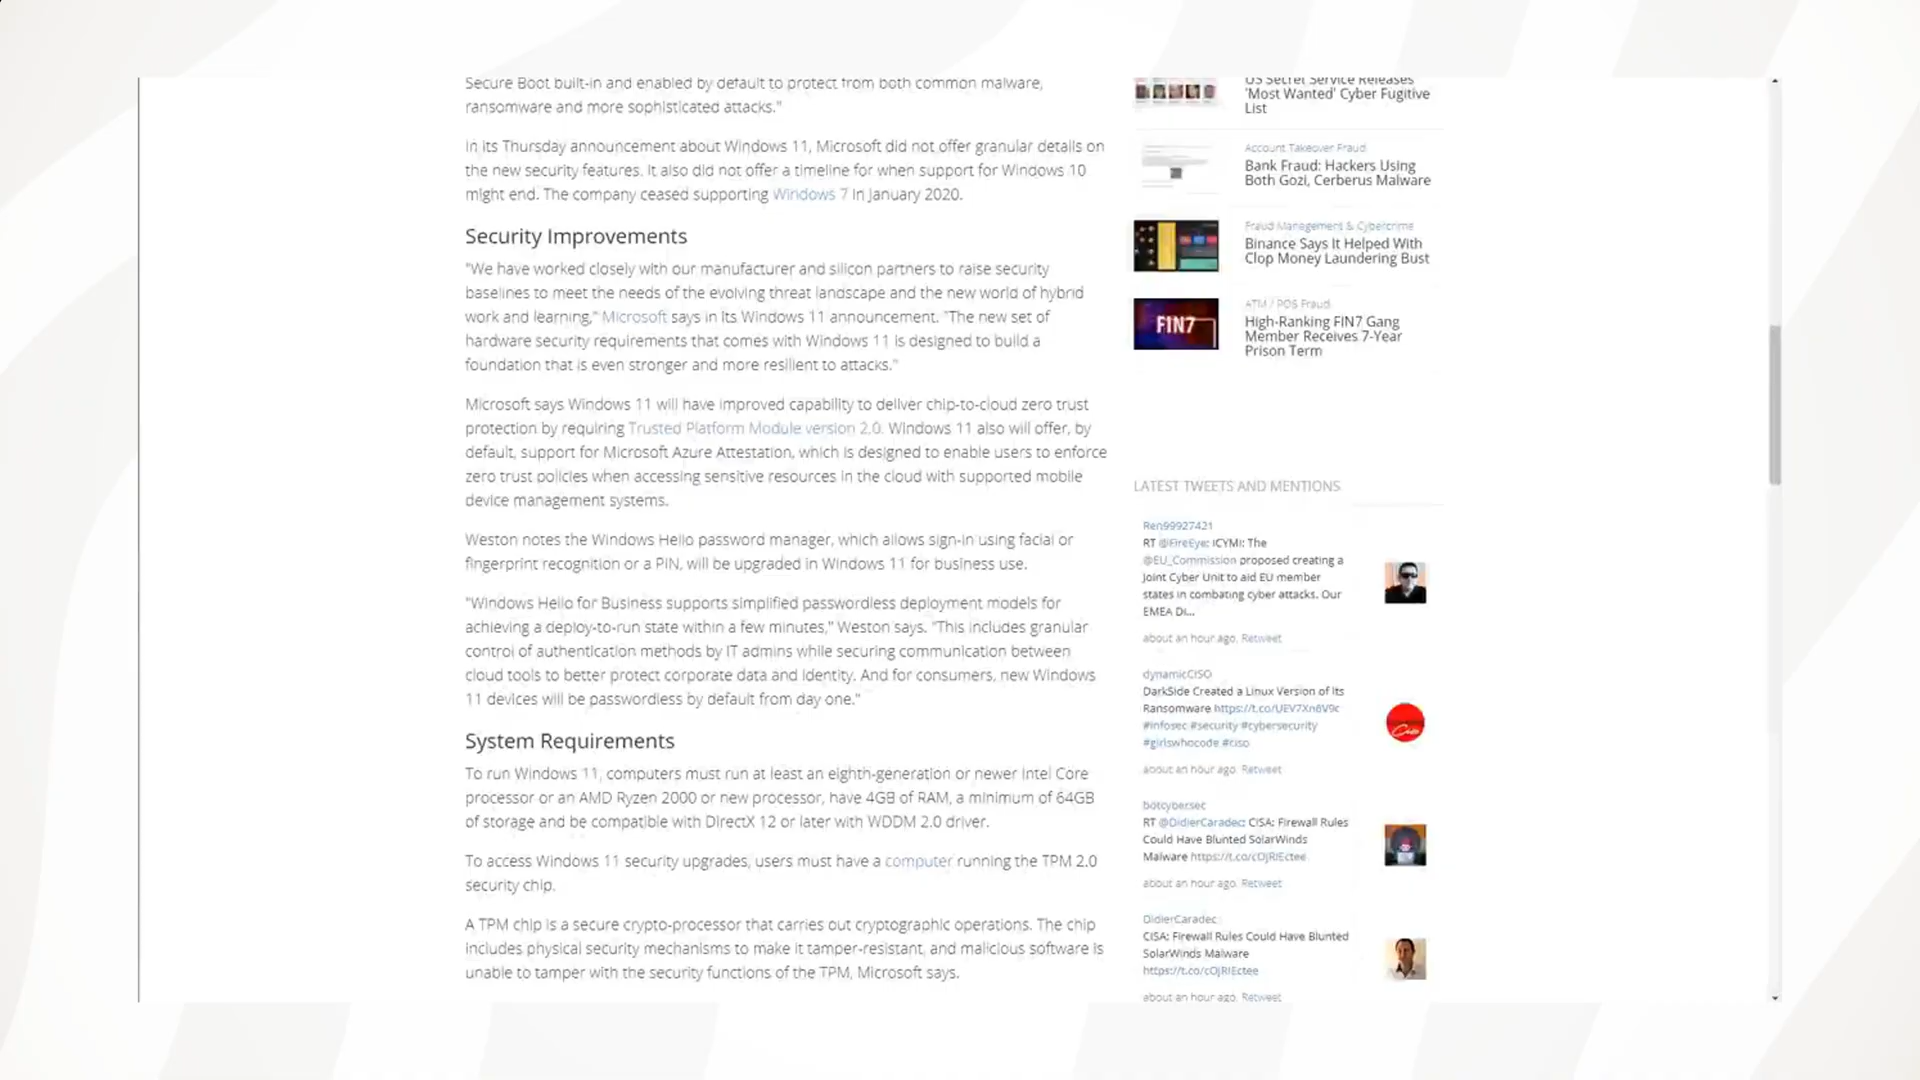 Secure Boot built-in and enabled by default to protect from both common malware,
ransomware and more sophisticated attacks."
In its Thursday announcement about Windows 11, Microsoft did not offer granular details on
the new security features. It also did not offer a timeline for when support for Windows 10
might end. The company ceased supporting Windows 7 in January 2020.
Security Improvements
"We have worked closely with our manufacturer and silicon partners to raise security
baselines to meet the needs of the evolving threat landscape and the new world of hybrid
work and learning," Microsoft says in its Windows 11 announcement. "The new set of
hardware security requirements that comes with Windows 11 is designed to build a
foundation that is even stronger and more resilient to attacks."
Microsoft says Windows 11 will have improved capability to deliver chip-to-cloud zero trust
protection by requiring Trusted Platform Module version 2.0. Windows 11 also will offer, by
default, support for Microsoft Azure Attestation, which is designed to enable users to enforce
zero trust policies when accessing sensitive resources in the cloud with supported mobile
device management systems.
Weston notes the Windows Hello password manager, which allows sign-in using facial or
fingerprint recognition or a PIN, will be upgraded in Windows 11 for business use.
"Windows Hello for Business supports simplified passwordless deployment models for
achieving a deploy-to-run state within a few minutes," Weston says. "This includes granular
control of authentication methods by IT admins while securing communication between
cloud tools to better protect corporate data and identity. And for consumers, new Windows
11 devices will be passwordless by default from day one."
System Requirements
To run Windows 11, computers must run at least an eighth-generation or newer Intel Core
processor or an AMD Ryzen 2000 or new processor, have 4GB of RAM, a minimum of 64GB
of storage and be compatible with DirectX 12 or later with WDDM 2.0 driver.
To access Windows 11 security upgrades, users must have a computer running the TPM 2.0
security chip.
A TPM chip is a secure crypto-processor that carries out cryptographic operations. The chip
includes physical security mechanisms to make it tamper-resistant, and malicious software is
unable to tamper with the security functions of the TPM, Microsoft says.
US Secret Service Releases
'Most Wanted' Cyber Fugitive
List
Account Takeover Fraud
Bank Fraud: Hackers Using
Both Gozi, Cerberus Malware
Fraud Management & Cybercrime
Binance Says It Helped With
Clop Money Laundering Bust
FIN7
ATM / POS Fraud
High-Ranking FIN7 Gang
Member Receives 7-Year
Prison Term
LATEST TWEETS AND MENTIONS
Ren99927421
RT @FireEye: ICYMI: The
@EU_Commission proposed creating a
Joint Cyber Unit to aid EU member
states in combating cyber attacks. Our
EMEA Di...
about an hour ago. Retweet
dynamicCISO
DarkSide Created a Linux Version of Its
Ransomware https://t.co/UEV7Xn8V9c
#infosec #security #cybersecurity
#girlswhocode #ciso
about an hour ago. Retweet
botcybersec
RT @DidierCaradec: CISA: Firewall Rules
Could Have Blunted SolarWinds
Malware https://t.co/cOjRIEctee
about an hour ago. Retweet
DidierCaradec
CISA: Firewall Rules Could Have Blunted
SolarWinds Malware
https://t.co/cOjRIEctee
about an hour ago. Retweet